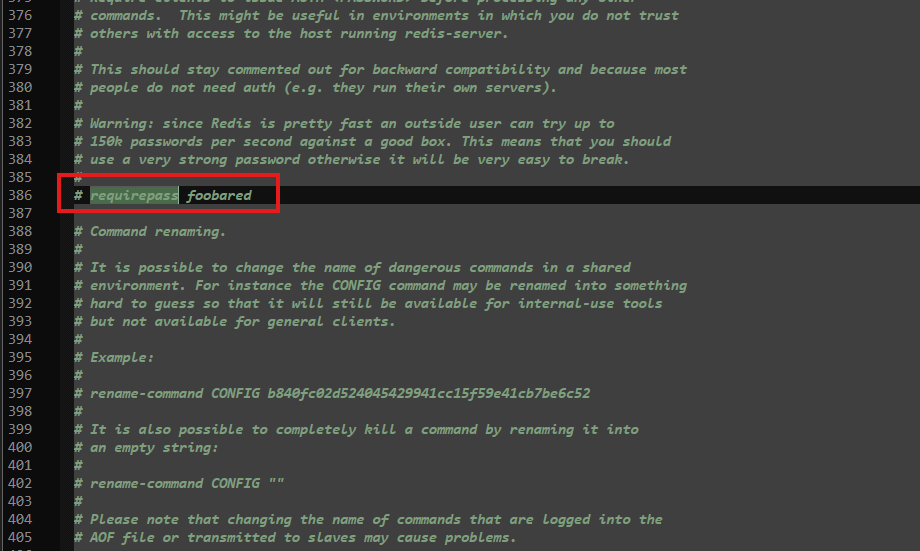 376 # commands.  This might be useful in environments in which you do not trust
377 # others with access to the host running redis-server.
378 #
379 # This should stay commented out for backward compatibility and because most
380 # people do not need auth (e.g. they run their own servers).
381 #
382 # Warning: since Redis is pretty fast an outside user can try up to
383 # 150k passwords per second against a good box. This means that you should
384 # use a very strong password otherwise it will be very easy to break.
385 #
386 # requirepass foobared
387
388 # Command renaming.
389 #
390 # It is possible to change the name of dangerous commands in a shared
391 # environment. For instance the CONFIG command may be renamed into something
392 # hard to guess so that it will still be available for internal-use tools
393 # but not available for general clients.
394 #
395 # Example:
396 #
397 # rename-command CONFIG b840fc02d524045429941cc15f59e41cb7be6c52
398 #
399 # It is also possible to completely kill a command by renaming it into
400 # an empty string:
401 #
402 # rename-command CONFIG ""
403 #
404 # Please note that changing the name of commands that are logged into the
405 # AOF file or transmitted to slaves may cause problems.